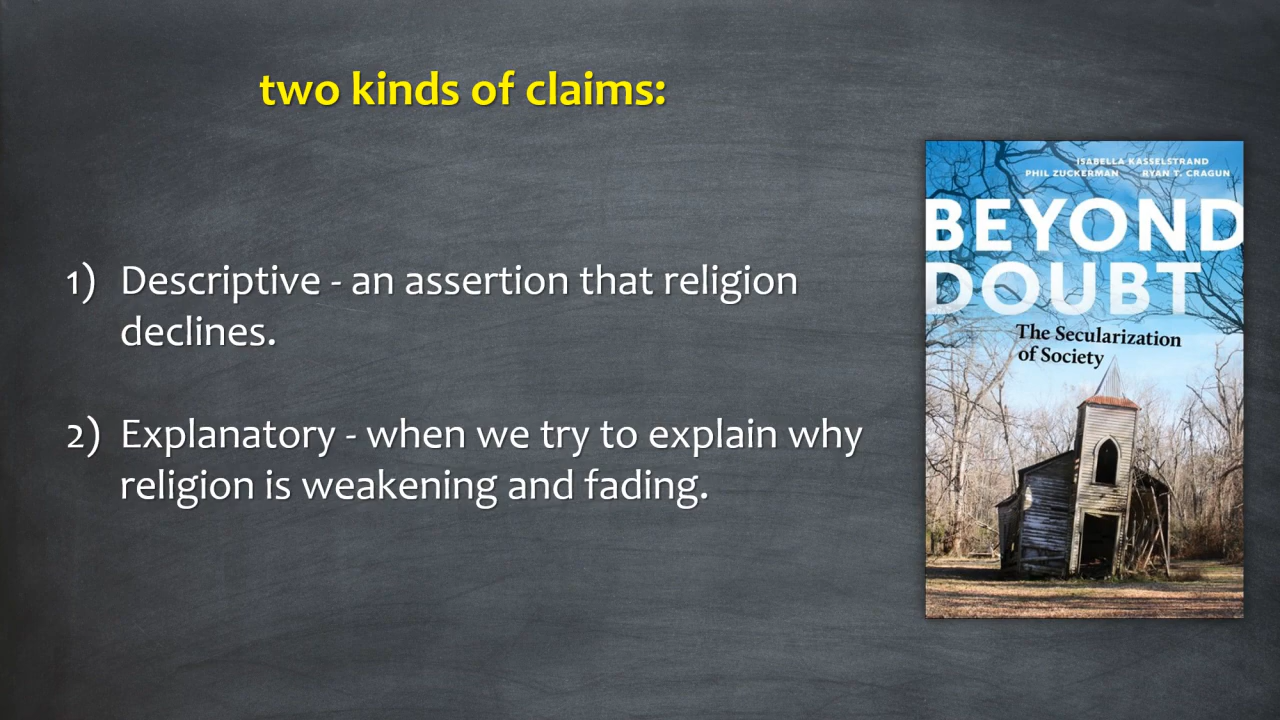 two kinds of claims:
1) Descriptive - an assertion that religion
declines.
2) Explanatory - when we try to explain why
religion is weakening and fading.
ISABELLA KASSELSTRAND
PHIL ZUCKERMAN RYAN T. CRAGUN
BEYOND
DOUBT
The Secularization
of Society